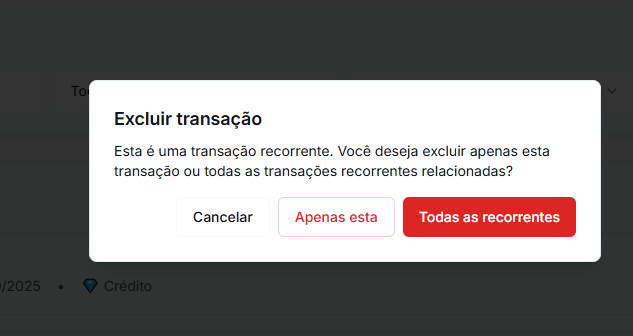 Excluir transação
Esta é uma transação recorrente. Você deseja excluir apenas esta
transação ou todas as transações recorrentes relacionadas?
Cancelar
Apenas esta
Todas as recorrentes
/2025 • Crédito